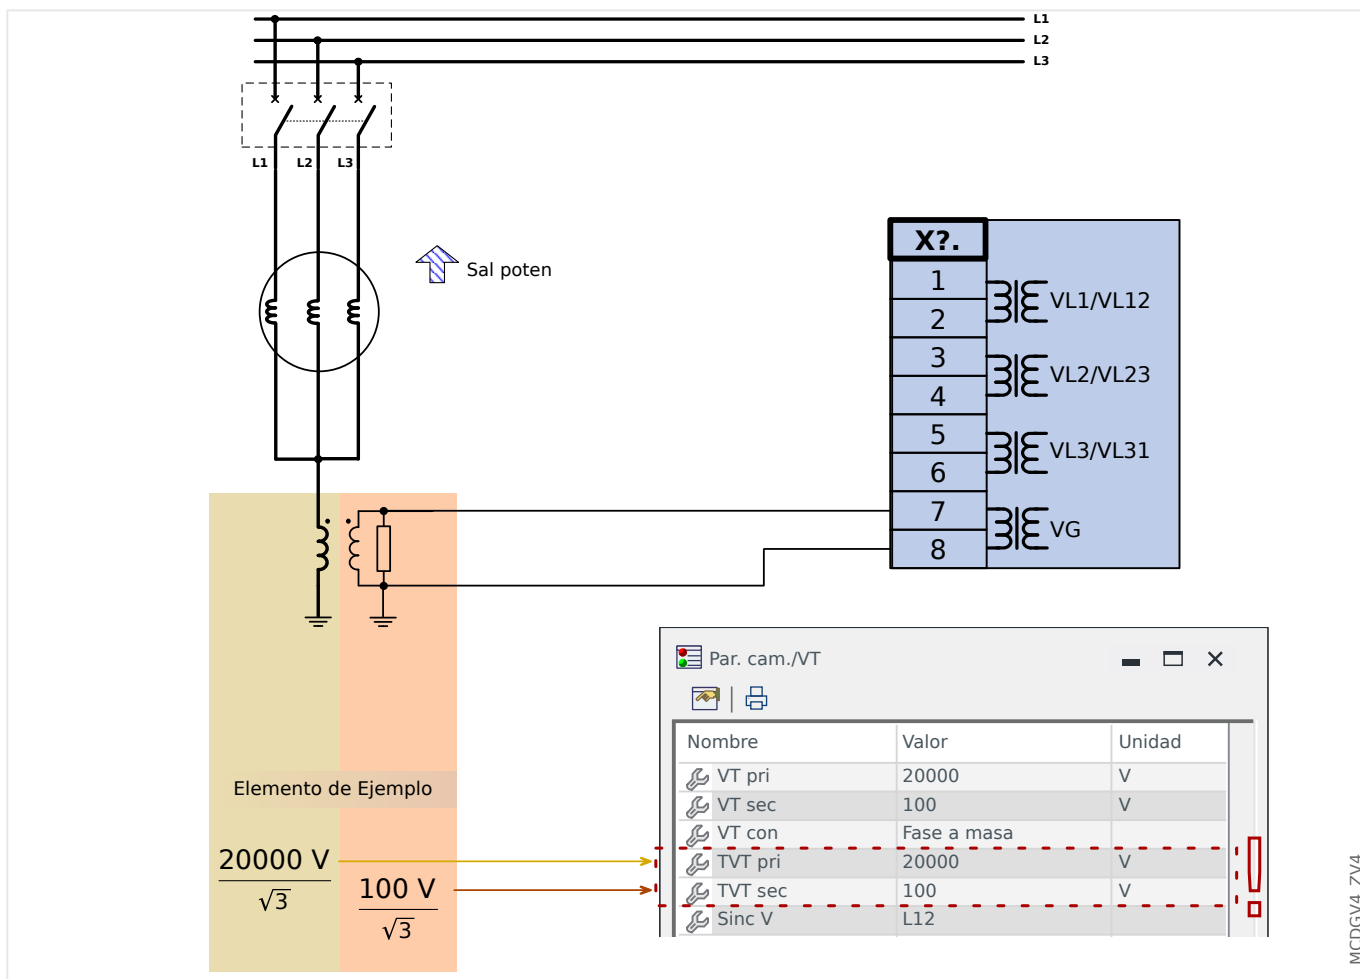 L1
L2
L3
L1 L2 L3
Sal poten
X?.
1
2
3
4
5
6
7
8
VL1/VL12
VL2/VL23
VL3/VL31
VG
Par. cam./VT
Nombre Valor Unidad
VT pri 20000 V
VT sec 100 V
VT con Fase a masa
TVT pri 20000 V
TVT sec 100 V
Sinc V L12
Elemento de Ejemplo
20000 V
√3
100 V
√3
MCDGV4_ZV4